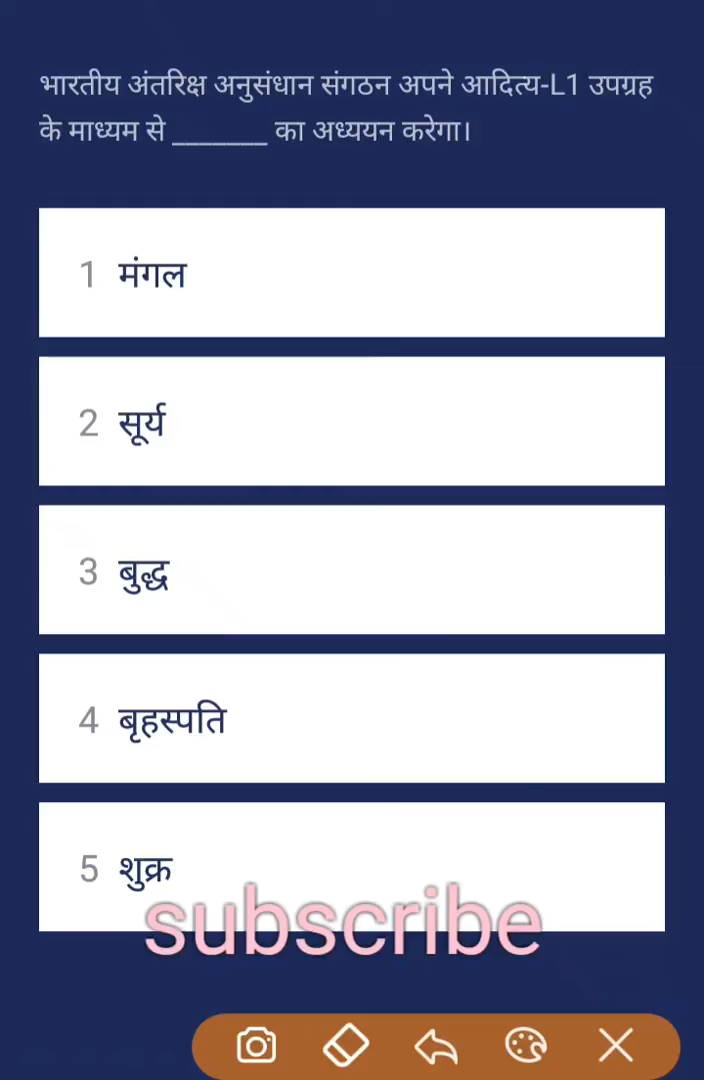 भारतीय अंतरिक्ष अनुसंधान संगठन अपने आदित्य-L1 उपग्रह
के माध्यम से _______ का अध्ययन करेगा।
1 मंगल
2 सूर्य
3 बुद्ध
4 बृहस्पति
5 शुक्र
subscribe